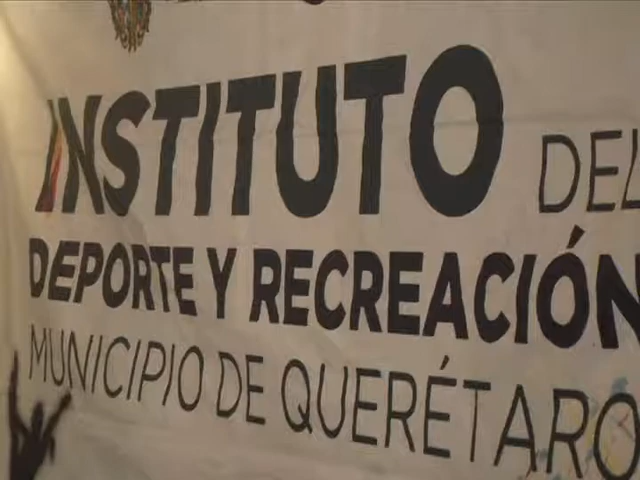 INSTITUTO DEL
DEPORTE Y RECREACIÓN
MUNICIPIO DE QUERÉTARO